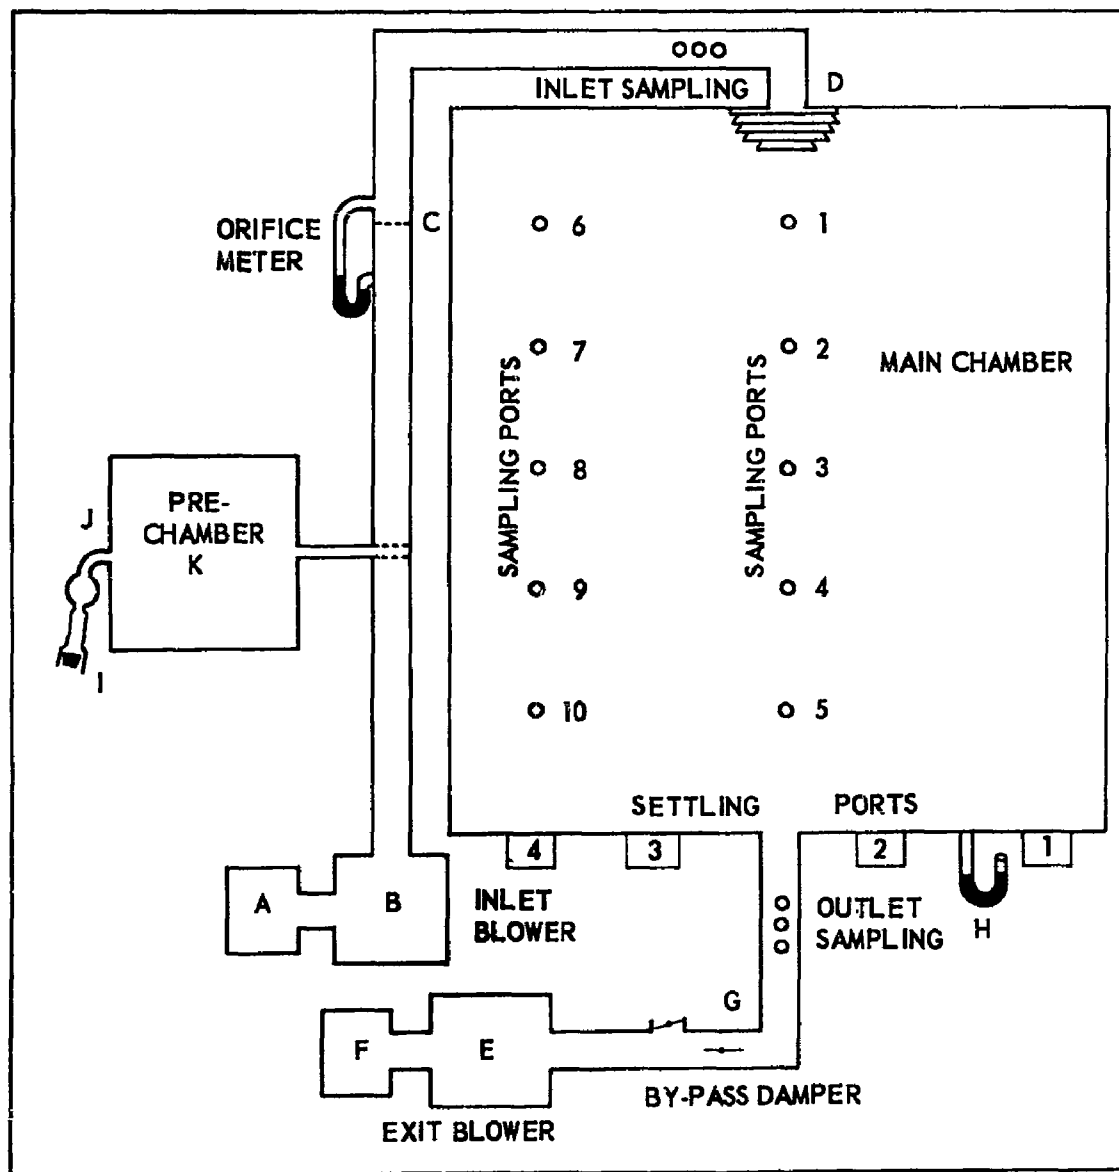 INLET SAMPLING
D
ORIFICE
METER
C
6
1
7
2
MAIN CHAMBER
SAMPLING PORTS
SAMPLING PORTS
8
3
PRE-
CHAMBER
K
J
I
9
4
10
5
SETTLING PORTS
4
3
2
1
A
B
INLET
BLOWER
OUTLET
SAMPLING
H
G
F
E
BY-PASS DAMPER
EXIT BLOWER